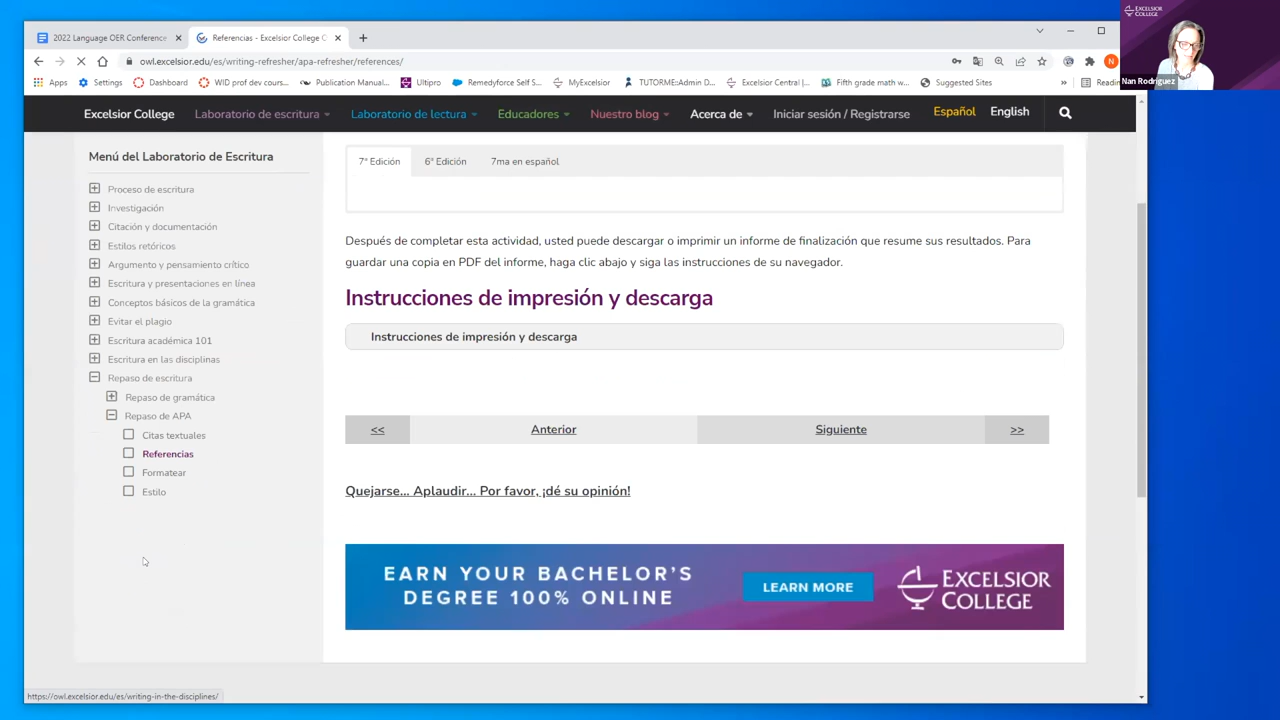 2022 Language OER Conference
Referencias - Excelsior College O
owl.excelsior.edu/es/writing-refresher/apa-refresher/references/
Settings
Dashboard
WID prof dev cours...
Publication Manual...
Ultipro
Remedyforce Self S...
MyExcelsior
TUTORME:Admin D...
Excelsior Central |...
Fifth grade math w...
Suggested Sites
»
EXCELSIOR
COLLEGE
Nan Rodriguez
N
Excelsior College
Laboratorio de escritura
Laboratorio de lectura
Educadores
Nuestro blog
Acerca de
Iniciar sesión / Registrarse
Español
English
Menú del Laboratorio de Escritura
Proceso de escritura
Investigación
Citación y documentación
Estilos retóricos
Argumento y pensamiento crítico
Escritura y presentaciones en línea
Conceptos básicos de la gramática
Evitar el plagio
Escritura académica 101
Escritura en las disciplinas
Repaso de escritura
Repaso de gramática
Repaso de APA
Citas textuales
Referencias
Formatear
Estilo
7ª Edición
6ª Edición
7ma en español
Después de completar esta actividad, usted puede descargar o imprimir un informe de finalización que resume sus resultados. Para
guardar una copia en PDF del informe, haga clic abajo y siga las instrucciones de su navegador.
Instrucciones de impresión y descarga
Instrucciones de impresión y descarga
<<
Anterior
Siguiente
>>
Quejarse... Aplaudir... Por favor, ¡dé su opinión!
EARN YOUR BACHELOR'S
DEGREE 100% ONLINE
LEARN MORE
EXCELSIOR
COLLEGE
https://owl.excelsior.edu/es/writing-in-the-disciplines/